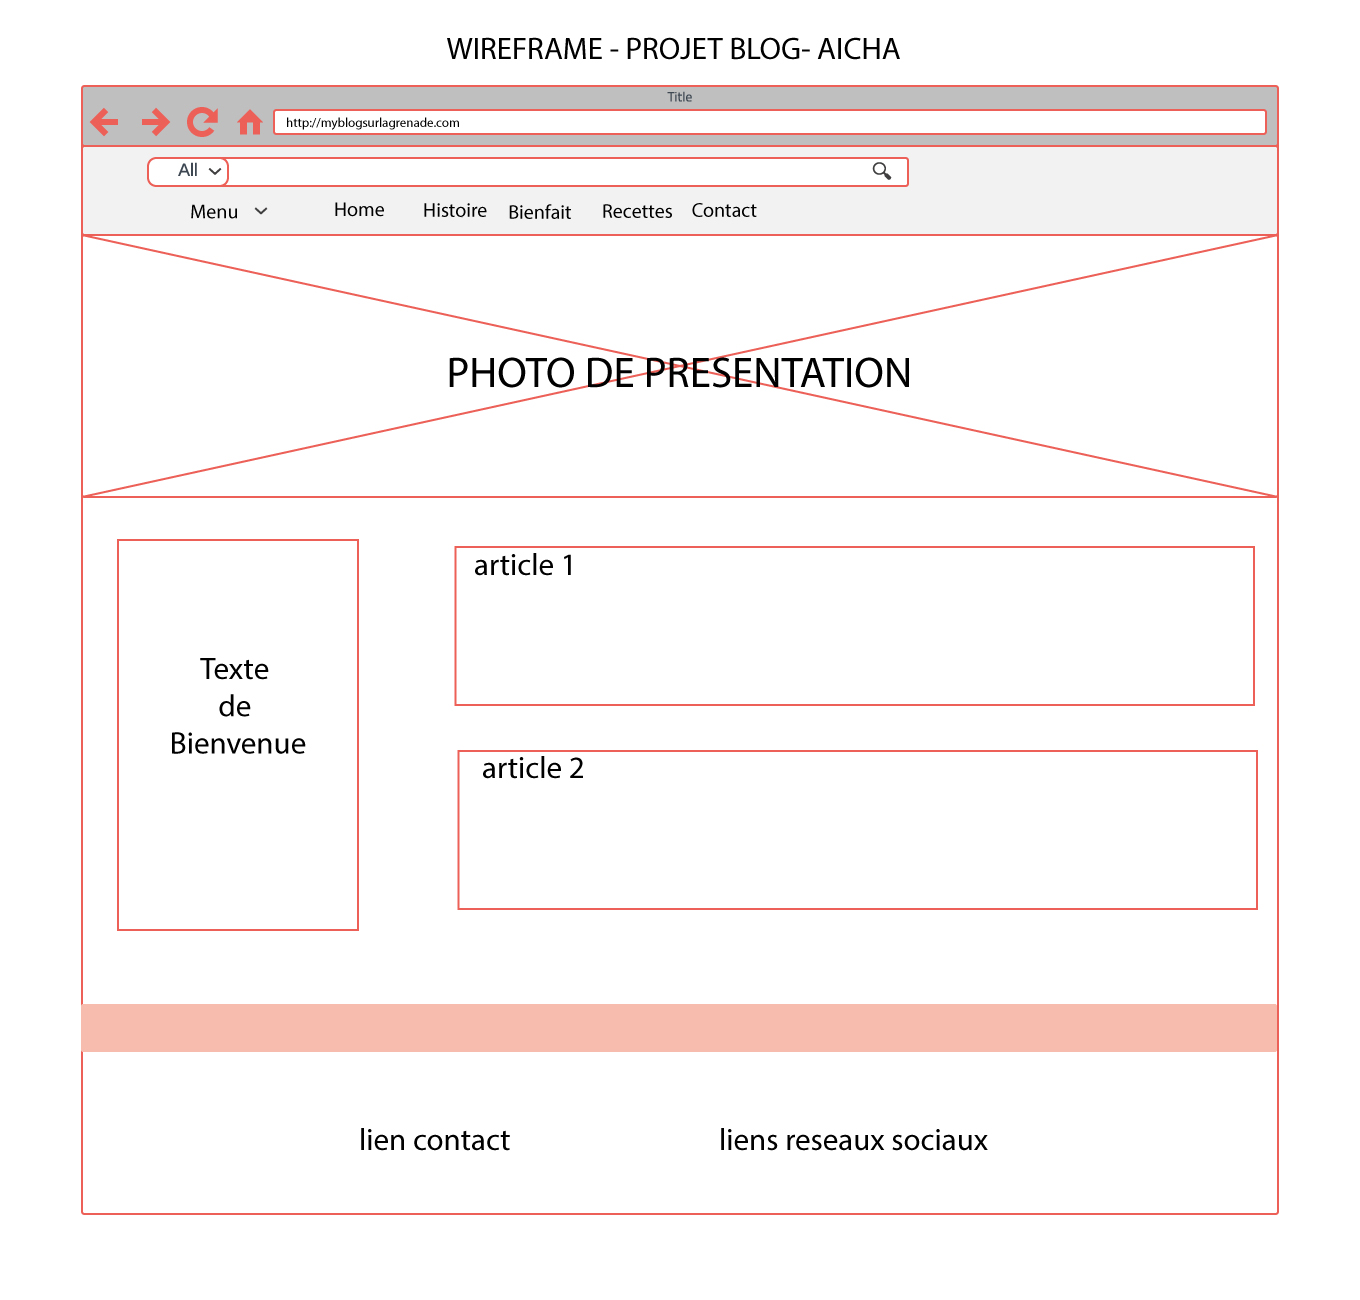 WIREFRAME - PROJET BLOG- AICHA
Title
http://myblogsurlagrenade.com
All
Menu Home Histoire Bienfait Recettes Contact
PHOTO DE PRESENTATION
article 1
Texte
de
Bienvenue
article 2
lien contact liens reseaux sociaux